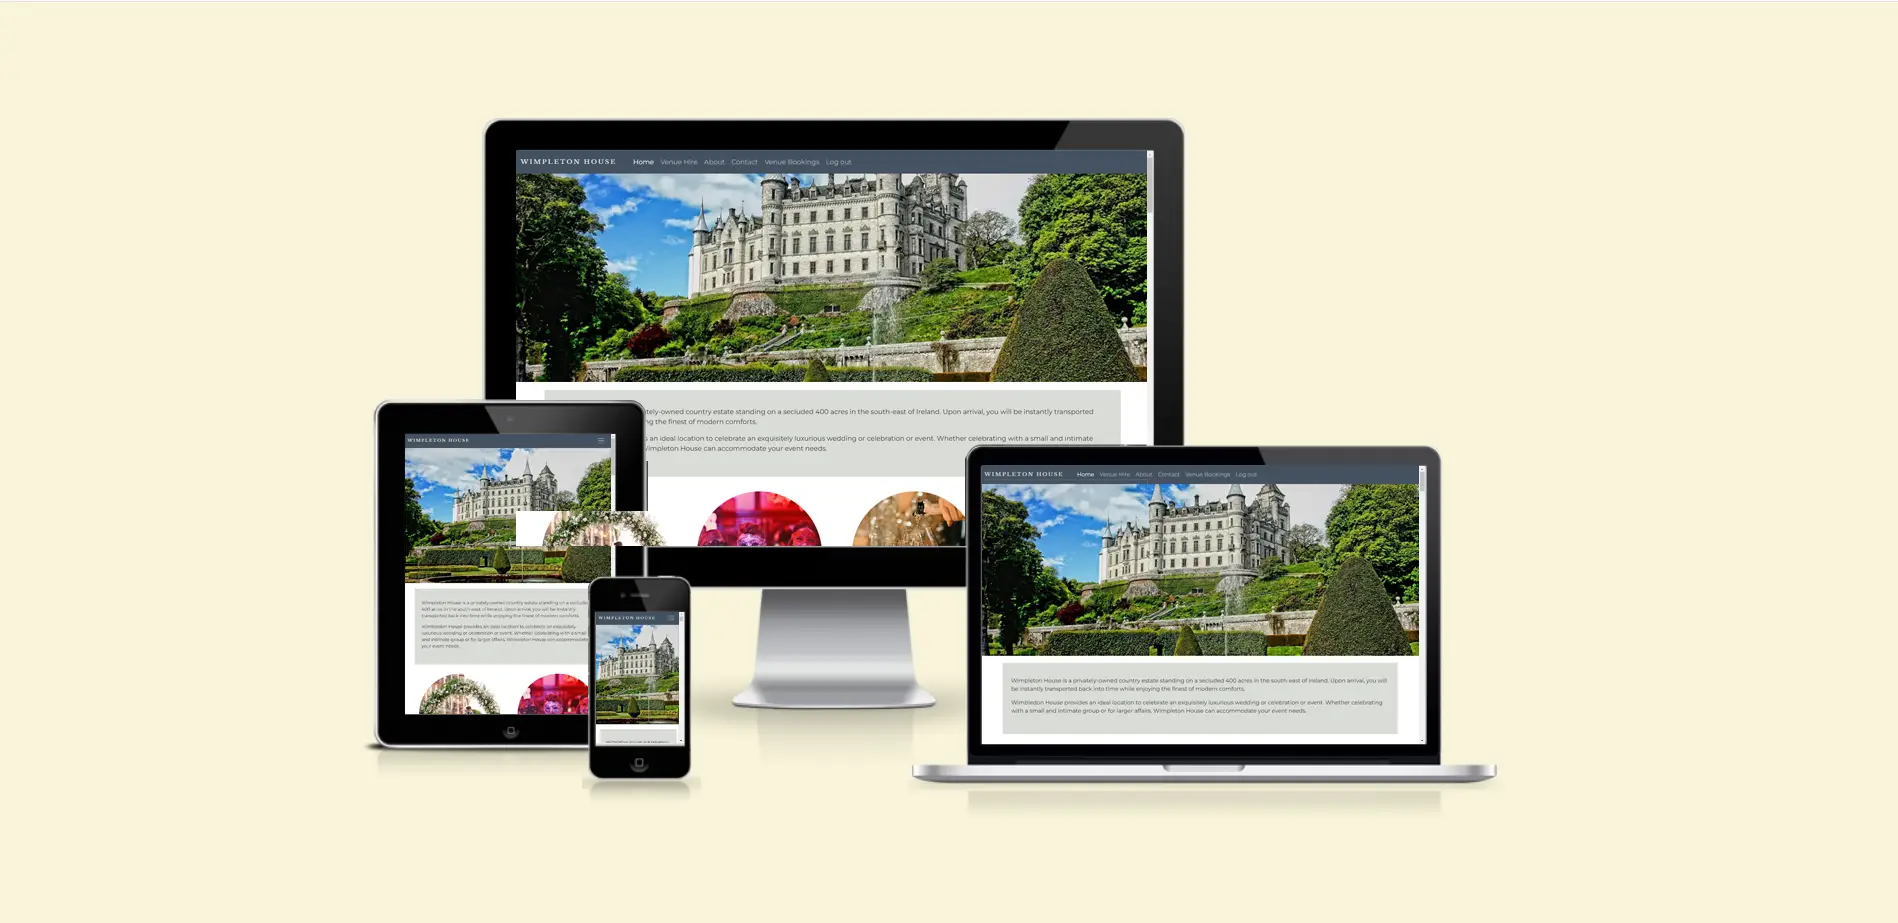 WIMPLETON HOUSE Home Venue Hire About Contact Venue Bookings Log out
ately-owned country estate standing on a secluded 400 acres in the south-east of Ireland. Upon arrival, you will be instantly transported
ng the finest of modern comforts.
s an ideal location to celebrate an exquisitely luxurious wedding or celebration or event. Whether celebrating with a small and intimate
Wimpleton House can accommodate your event needs.
WIMPLETON HOUSE
Wimpleton House is a privately-owned country estate standing on a secluded
400 acres in the south-east of Ireland. Upon arrival, you will be instantly
transported back into time while enjoying the finest of modern comforts.
Wimbledon House provides an ideal location to celebrate an exquisitely
luxurious wedding or celebration or event. Whether celebrating with a small
and intimate group or for larger affairs. Wimpleton House can accommodate
your event needs.
WIMPLETON HOUSE
WIMPLETON HOUSE Home Venue Hire About Contact Venue Bookings Log out
Wimpleton House is a privately-owned country estate standing on a secluded 400 acres in the south-east of Ireland. Upon arrival, you will
be instantly transported back into time while enjoying the finest of modern comforts.
Wimbledon House provides an ideal location to celebrate an exquisitely luxurious wedding or celebration or event. Whether celebrating
with a small and intimate group or for larger affairs. Wimpleton House can accommodate your event needs.